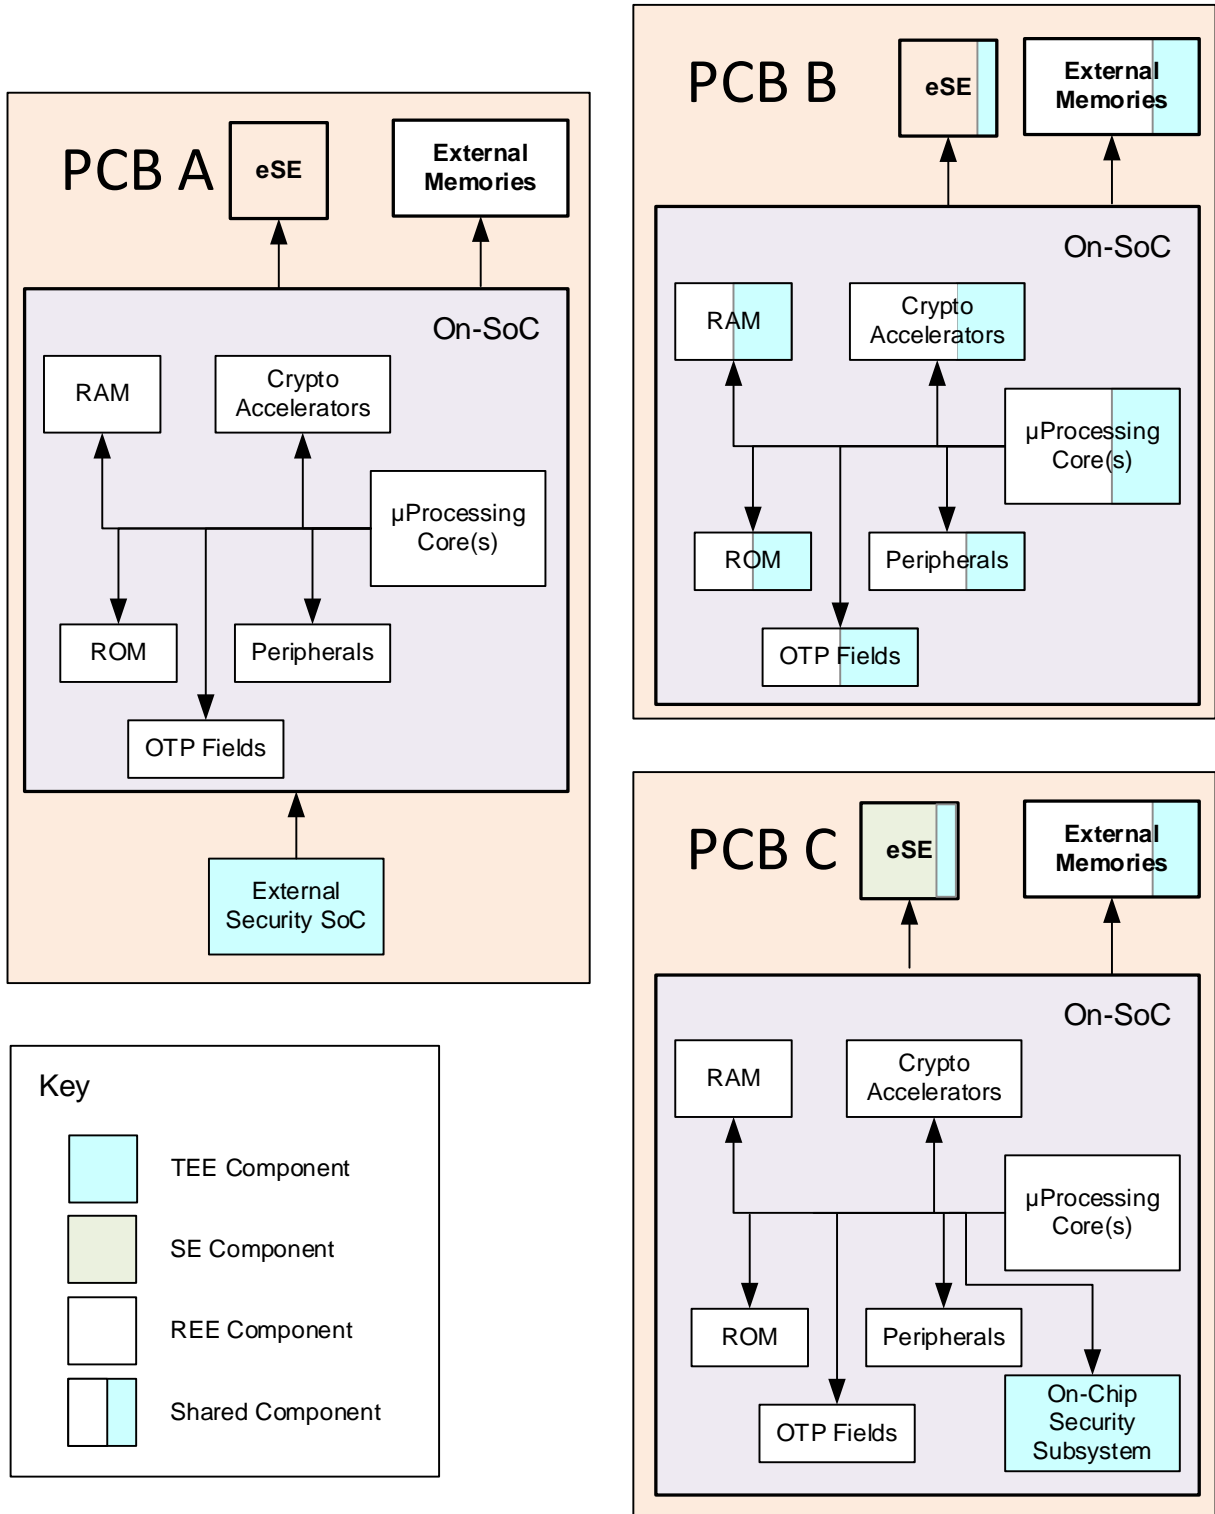 PCB A
eSE
External
Memories
On-SoC
RAM
Crypto
Accelerators
µProcessing
Core(s)
ROM
Peripherals
OTP Fields
External
Security SoC
PCB B
eSE
External
Memories
On-SoC
RAM
Crypto
Accelerators
µProcessing
Core(s)
ROM
Peripherals
OTP Fields
PCB C
eSE
External
Memories
On-SoC
RAM
Crypto
Accelerators
µProcessing
Core(s)
ROM
Peripherals
OTP Fields
On-Chip
Security
Subsystem
Key
TEE Component
SE Component
REE Component
Shared Component